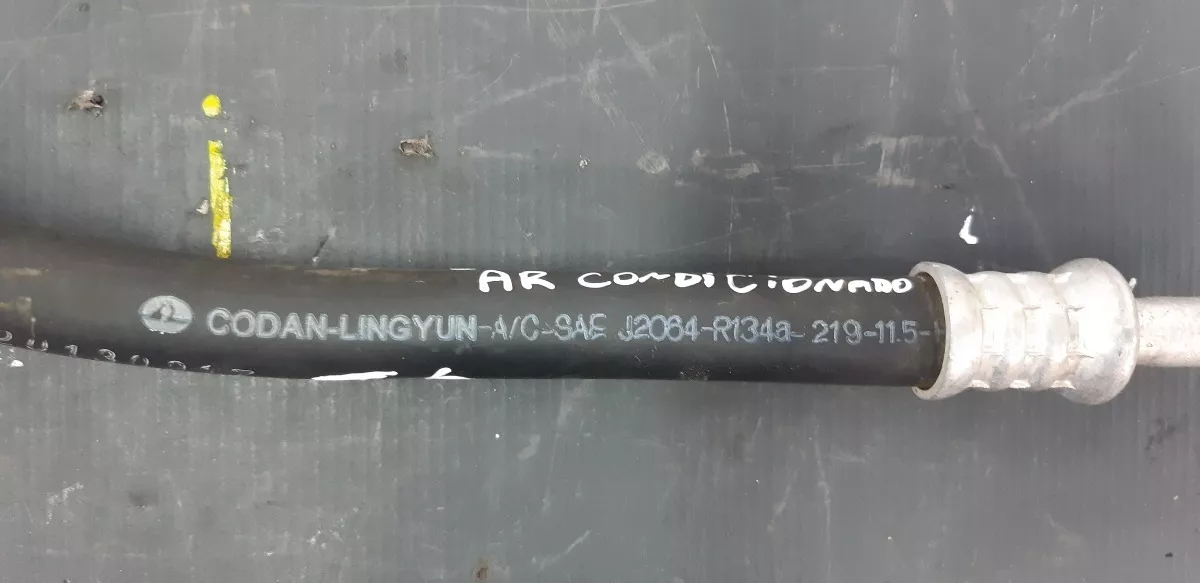 AR CONDICIONADO
CODAN-LINGYUN-A/C-SAE J2064-R134a- 219-11.5-